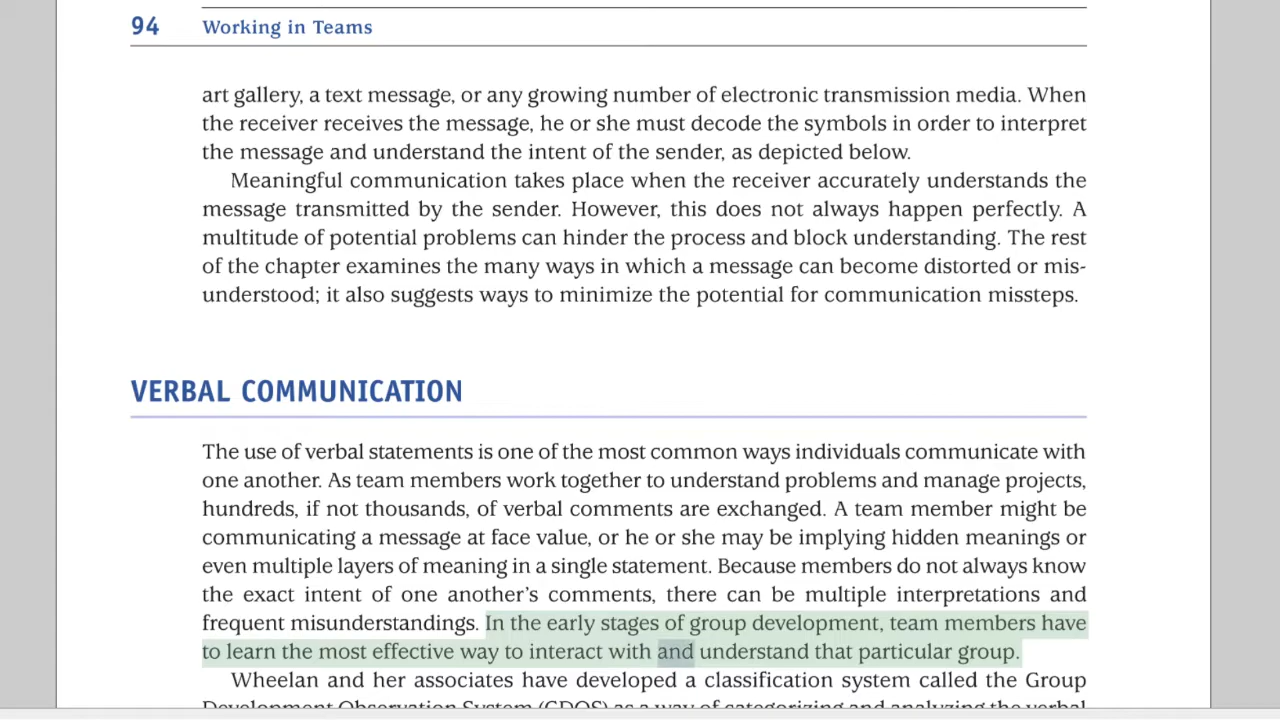 94 Working in Teams
art gallery, a text message, or any growing number of electronic transmission media. When
the receiver receives the message, he or she must decode the symbols in order to interpret
the message and understand the intent of the sender, as depicted below.
Meaningful communication takes place when the receiver accurately understands the
message transmitted by the sender. However, this does not always happen perfectly. A
multitude of potential problems can hinder the process and block understanding. The rest
of the chapter examines the many ways in which a message can become distorted or mis-
understood; it also suggests ways to minimize the potential for communication missteps.
VERBAL COMMUNICATION
The use of verbal statements is one of the most common ways individuals communicate with
one another. As team members work together to understand problems and manage projects,
hundreds, if not thousands, of verbal comments are exchanged. A team member might be
communicating a message at face value, or he or she may be implying hidden meanings or
even multiple layers of meaning in a single statement. Because members do not always know
the exact intent of one another's comments, there can be multiple interpretations and
frequent misunderstandings. In the early stages of group development, team members have
to learn the most effective way to interact with and understand that particular group.
Wheelan and her associates have developed a classification system called the Group
Development Observation System (GDOS) as a way of categorizing and analyzing the verbal